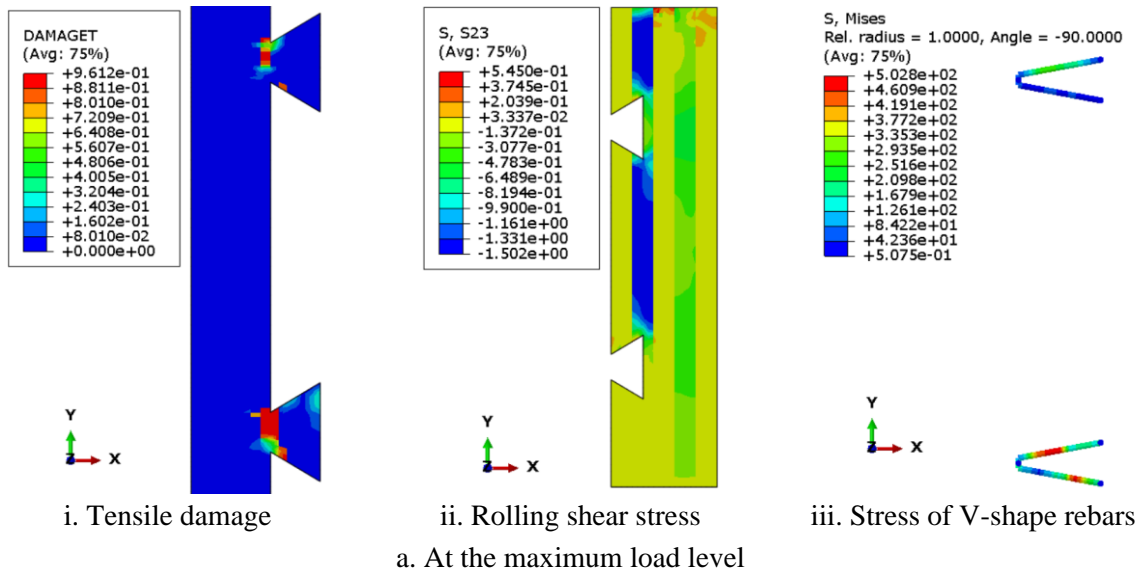 DAMAGET
(Avg: 75%)
+9.612e-01
+8.811e-01
+8.010e-01
+7.209e-01
+6.408e-01
+5.607e-01
+4.806e-01
+4.005e-01
+3.204e-01
+2.403e-01
+1.602e-01
+8.010e-02
+0.000e+00
Y
Z X
i. Tensile damage
S, S23
(Avg: 75%)
+5.450e-01
+3.745e-01
+2.039e-01
+3.337e-02
-1.372e-01
-3.077e-01
-4.783e-01
-6.489e-01
-8.194e-01
-9.900e-01
-1.161e+00
-1.331e+00
-1.502e+00
Y
Z X
ii. Rolling shear stress
S, Mises
Rel. radius = 1.0000, Angle = -90.0000
(Avg: 75%)
+5.028e+02
+4.609e+02
+4.191e+02
+3.772e+02
+3.353e+02
+2.935e+02
+2.516e+02
+2.098e+02
+1.679e+02
+1.261e+02
+8.422e+01
+4.236e+01
+5.075e-01
Y
Z X
iii. Stress of V-shape rebars
a. At the maximum load level